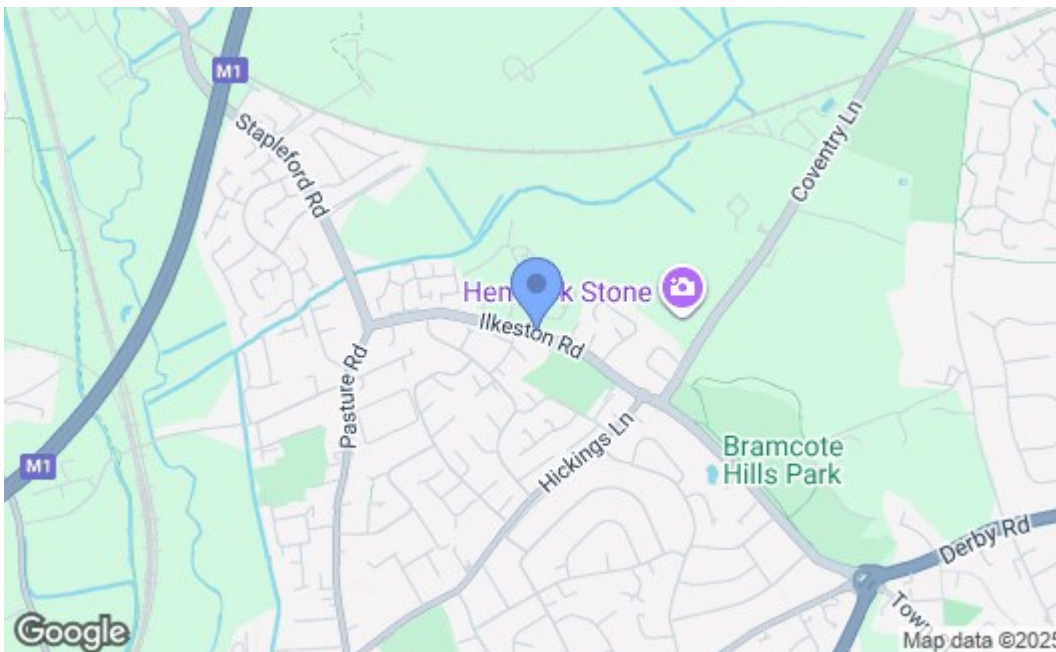 M1
Stapleford Rd
Coventry Ln
Stone
Ilkeston Rd
Pasture Rd
Hickings Ln
Bramcote
Hills Park
M1
Derby Rd
Google
Map data ©2025